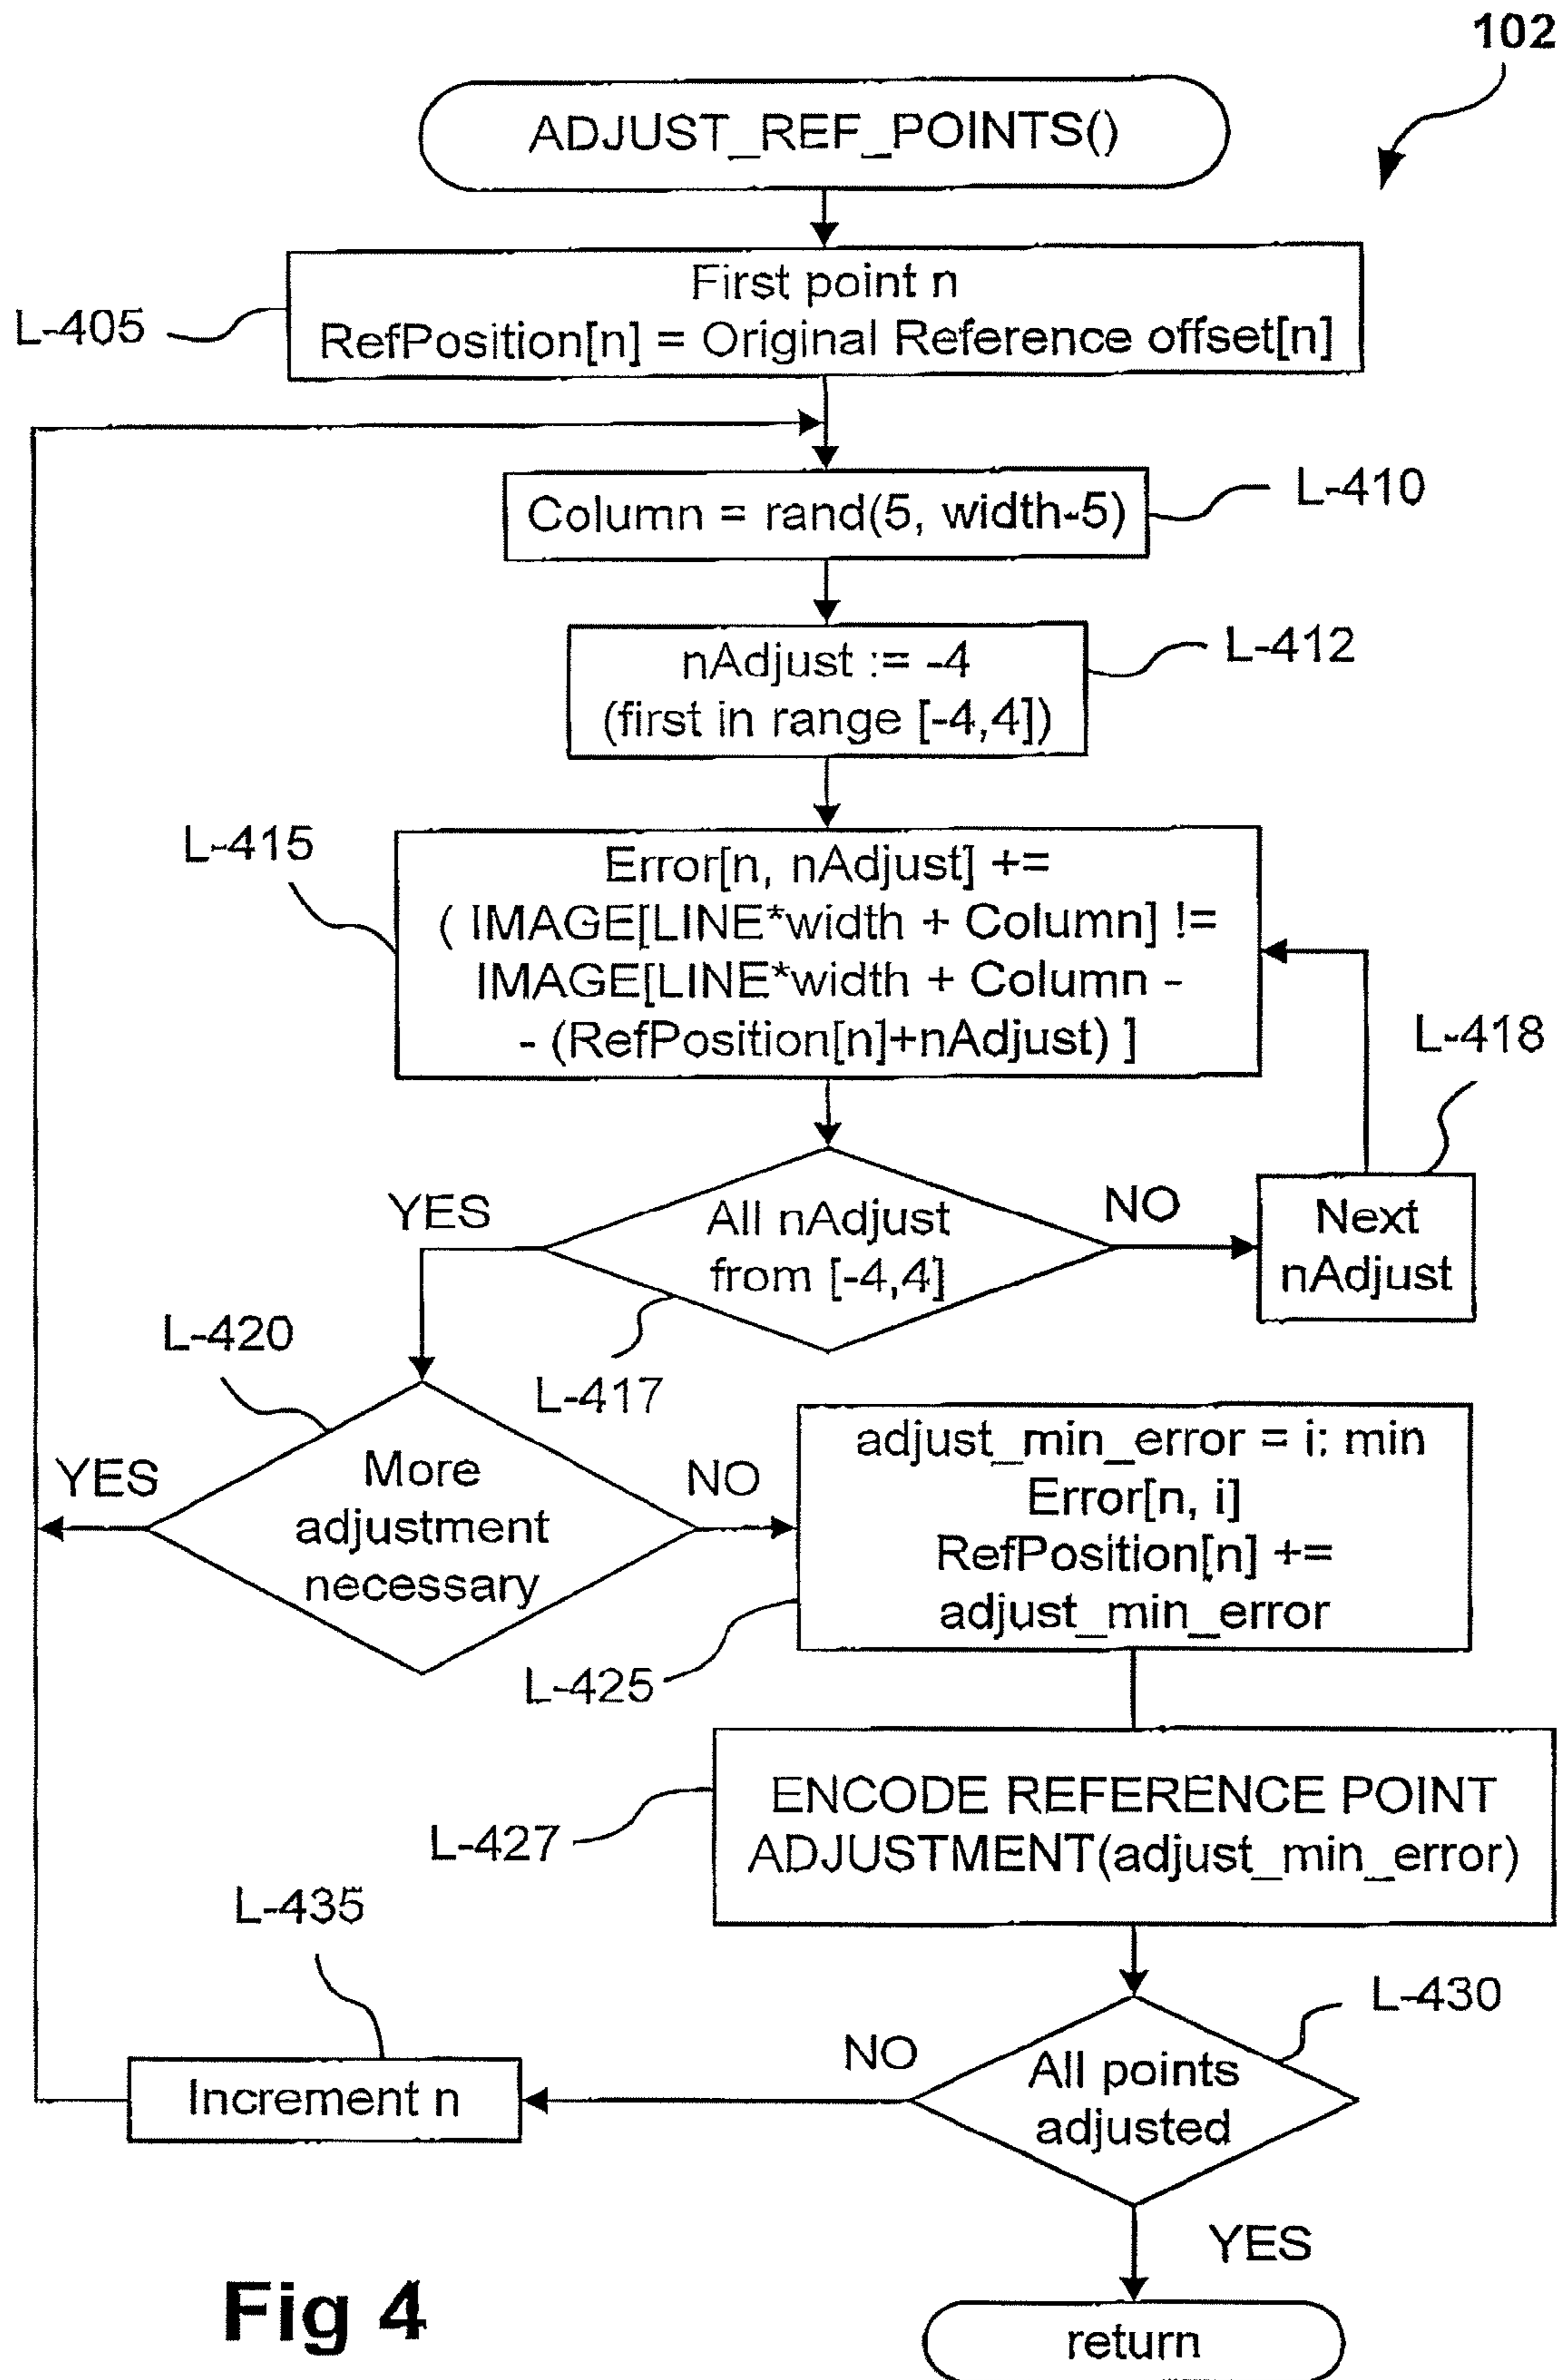 102
ADJUST_REF_POINTS()
First point n
RefPosition[n] = Original Reference offset[n]
L-405
Column = rand(5, width-5)
L-410
nAdjust := -4
(first in range [-4,4])
L-412
L-415
Error[n, nAdjust] +=
( IMAGE[LINE*width + Column] !=
IMAGE[LINE*width + Column -
- (RefPosition[n]+nAdjust) ]
L-418
YES
All nAdjust
from [-4,4]
NO
Next
nAdjust
L-420
L-417
YES
More
adjustment
necessary
NO
adjust_min_error = i: min
Error[n, i]
RefPosition[n] +=
adjust_min_error
L-425
ENCODE REFERENCE POINT
ADJUSTMENT(adjust_min_error)
L-427
L-435
L-430
Increment n
NO
All points
adjusted
YES
return
Fig 4